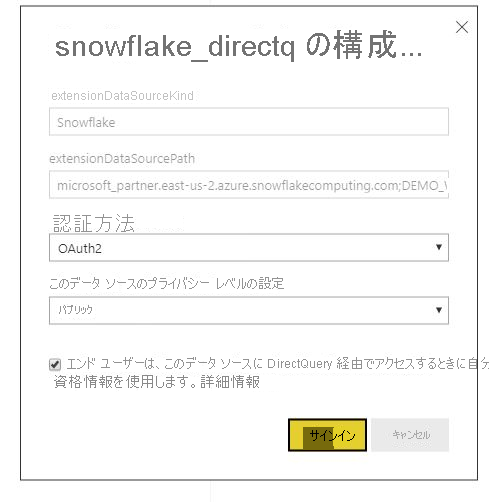 snowflake_directq の構成...
extensionDataSourceKind
Snowflake
extensionDataSourcePath
microsoft_partner.east-us-2.azure.snowflakecomputing.com;DEMO_
認証方法
OAuth2
このデータ ソースのプライバシー レベルの設定
パブリック
エンド ユーザーは、このデータ ソースに DirectQuery 経由でアクセスするときに自分
資格情報を使用します。詳細情報
サインイン
キャンセル